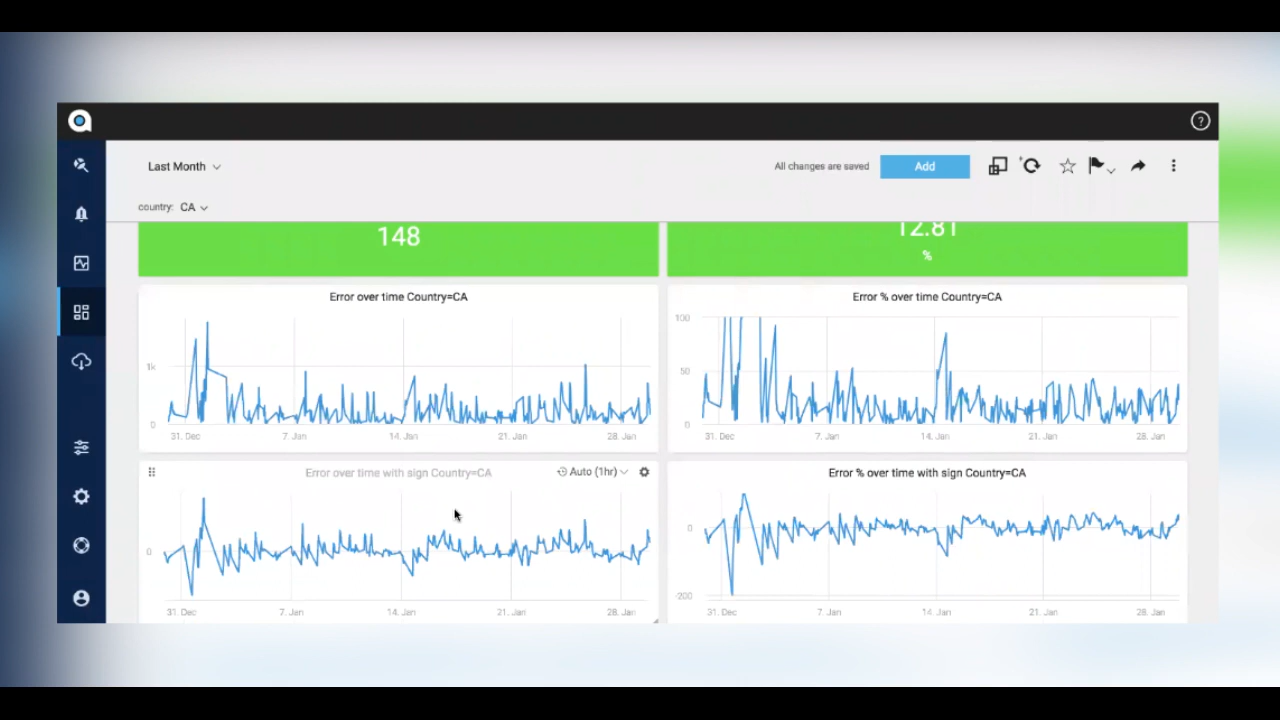 ?
Last Month
All changes are saved
Add
country: CA
148
12.81
%
Error over time Country=CA
1k
0
31. Dec 7. Jan 14. Jan 21. Jan 28. Jan
Error % over time Country=CA
100
50
0
31. Dec 7. Jan 14. Jan 21. Jan 28. Jan
Error over time with sign Country=CA
Auto (1hr)
0
31. Dec 7. Jan 14. Jan 21. Jan 28. Jan
Error % over time with sign Country=CA
0
-200
31. Dec 7. Jan 14. Jan 21. Jan 28. Jan